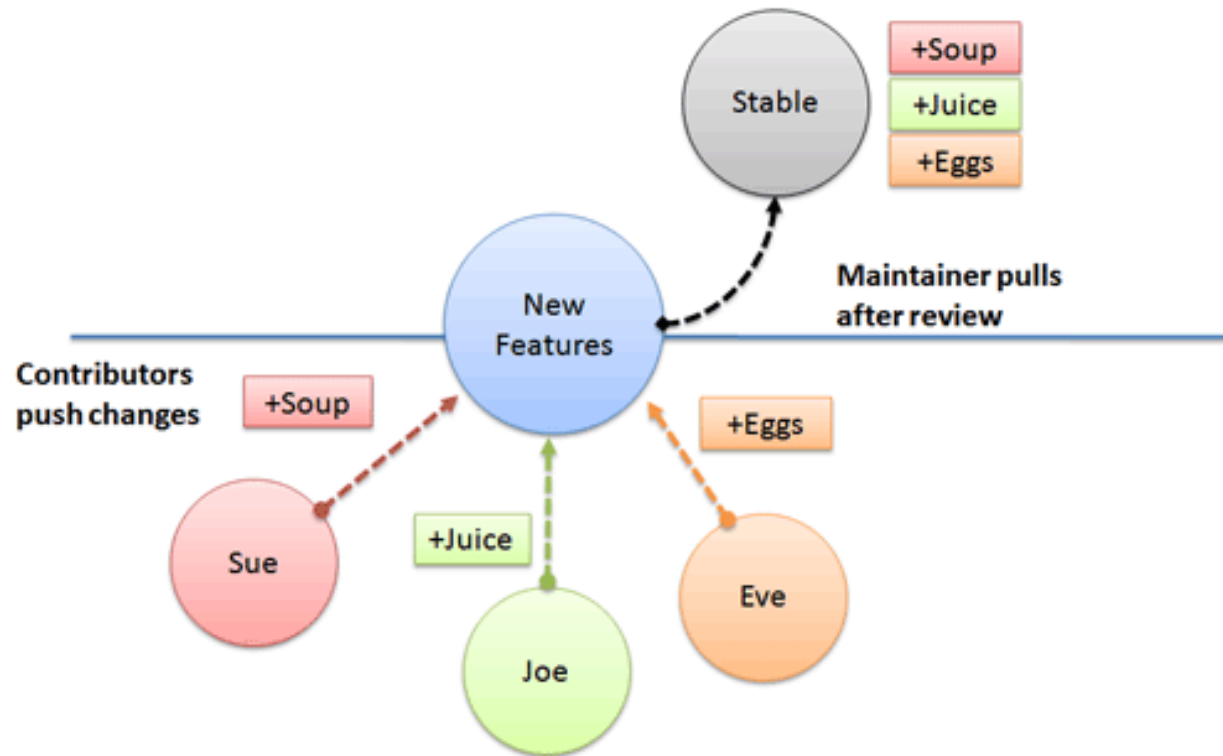 +Soup
Stable
+Juice
+Eggs
New
Features
Maintainer pulls
after review
Contributors
push changes
+Soup
+Eggs
+Juice
Sue
Eve
Joe